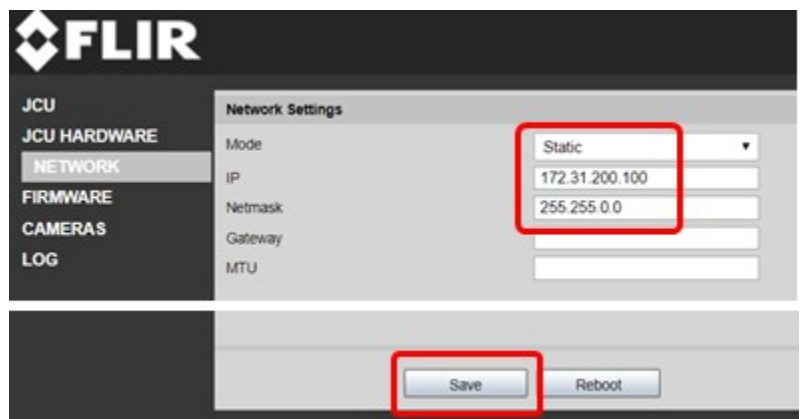 FLIR
JCU
JCU HARDWARE
NETWORK
FIRMWARE
CAMERAS
LOG
Network Settings
Mode Static
IP 172.31.200.100
Netmask 255.255.0.0
Gateway
MTU
Save Reboot